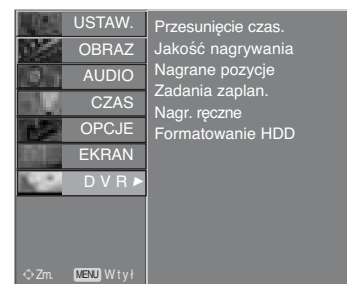 USTAW.
OBRAZ
AUDIO
CZAS
OPCJE
EKRAN
D V R ►
Przesunięcie czas.
Jakość nagrywania
Nagrane pozycje
Zadania zaplan.
Nagr. ręczne
Formatowanie HDD
Zm. MENU W tył